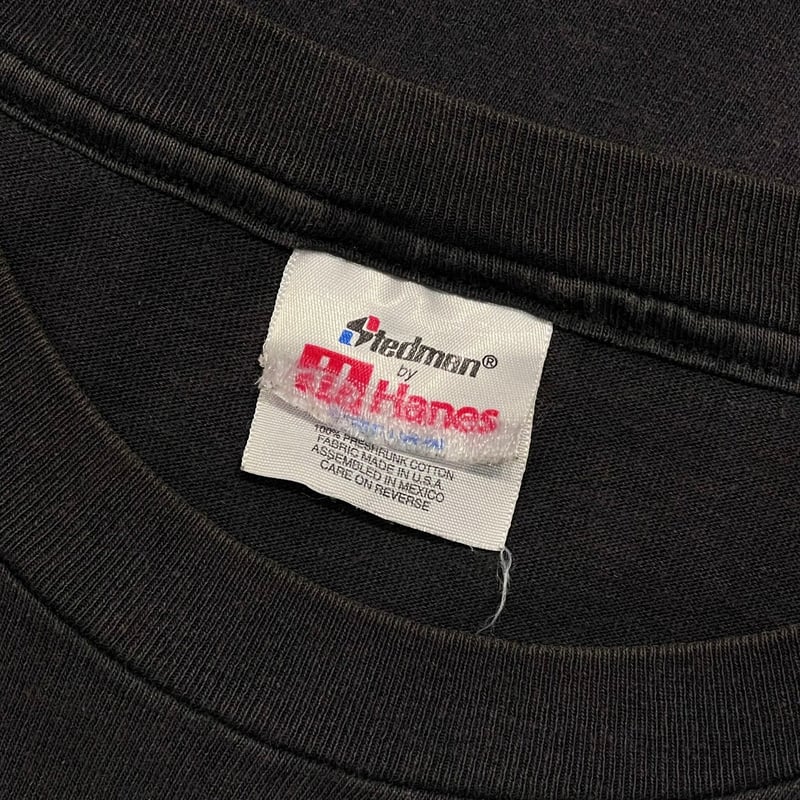 Stedman®
by
Hanes
100% PRESHRUNK COTTON
FABRIC MADE IN U.S.A.
ASSEMBLED IN MEXICO
CARE ON REVERSE